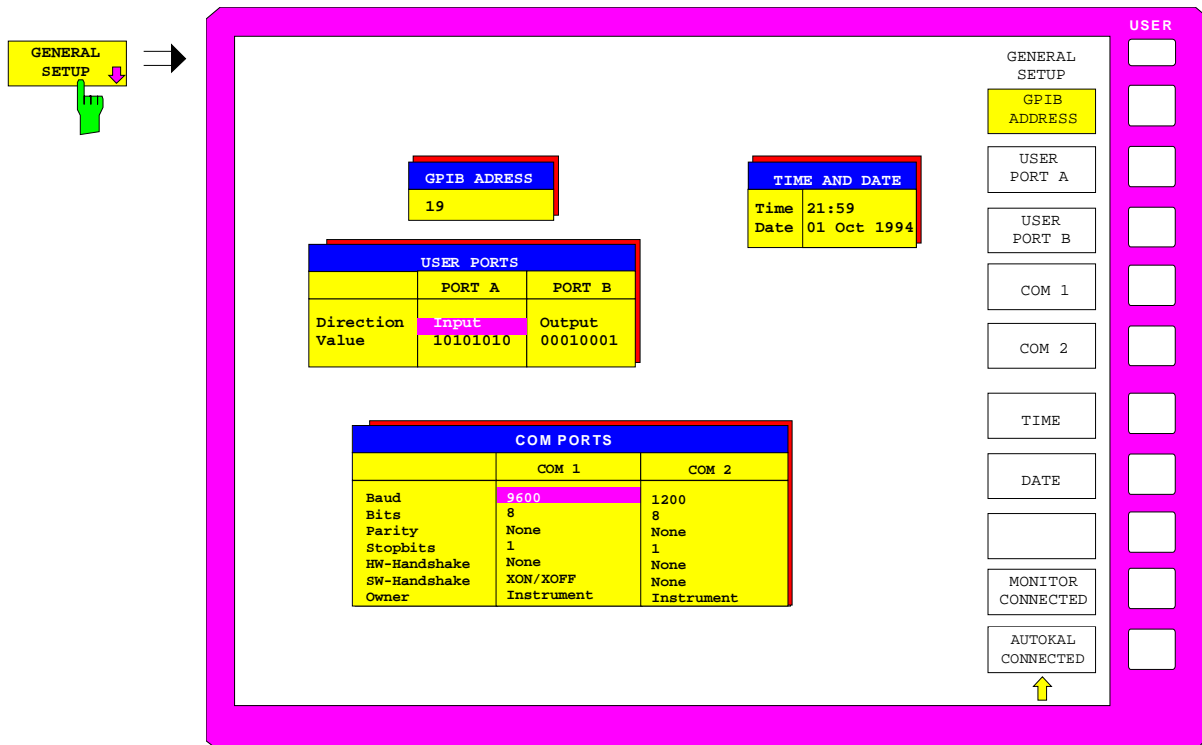 GENERAL
SETUP
USER
GENERAL
SETUP
GPIB
ADDRESS
USER
PORT A
USER
PORT B
COM 1
COM 2
TIME
DATE
MONITOR
CONNECTED
AUTOKAL
CONNECTED
GPIB ADRESS
19
TIME AND DATE
Time 21:59
Date 01 Oct 1994
USER PORTS
PORT A PORT B
Direction Input Output
Value 10101010 00010001
COM PORTS
COM 1 COM 2
Baud 9600 1200
Bits 8 8
Parity None None
Stopbits 1 1
HW-Handshake None None
SW-Handshake XON/XOFF None
Owner Instrument Instrument